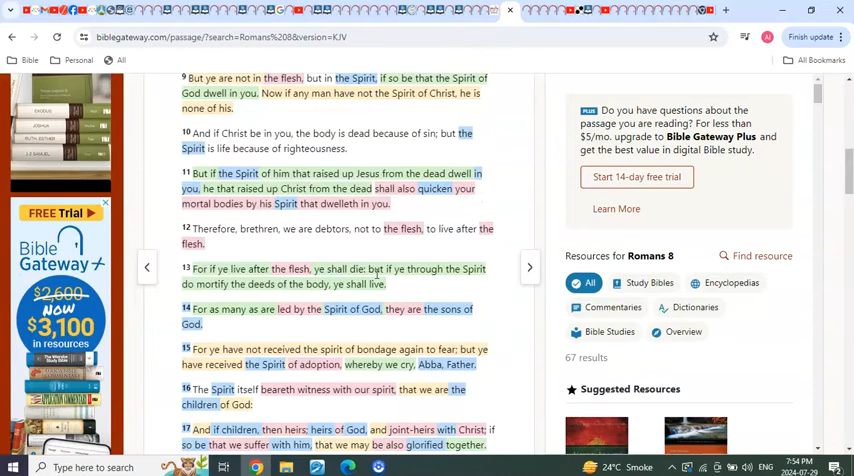 biblegateway.com/passage/?search=Romans%208&version=KJV
AI
Finish update
Bible
Personal
All
All Bookmarks
EXODUS
JOSHUA
RUTH, ESTHER
FREE Trial
Bible
Gateway+
$2,600
NOW
$3,100
in resources
9 But ye are not in the flesh, but in the Spirit, if so be that the Spirit of
God dwell in you. Now if any man have not the Spirit of Christ, he is
none of his.
10 And if Christ be in you, the body is dead because of sin; but the
Spirit is life because of righteousness.
11 But if the Spirit of him that raised up Jesus from the dead dwell in
you, he that raised up Christ from the dead shall also quicken your
mortal bodies by his Spirit that dwelleth in you.
12 Therefore, brethren, we are debtors, not to the flesh, to live after the
flesh.
13 For if ye live after the flesh, ye shall die: but if ye through the Spirit
do mortify the deeds of the body, ye shall live.
14 For as many as are led by the Spirit of God, they are the sons of
God.
15 For ye have not received the spirit of bondage again to fear; but ye
have received the Spirit of adoption, whereby we cry, Abba, Father.
16 The Spirit itself beareth witness with our spirit, that we are the
children of God:
17 And if children, then heirs; heirs of God, and joint-heirs with Christ; if
so be that we suffer with him, that we may be also glorified together.
PLUS Do you have questions about the
passage you are reading? For less than
$5/mo. upgrade to Bible Gateway Plus and
get the best value in digital Bible study.
Start 14-day free trial
Learn More
Resources for Romans 8
Find resource
All
Study Bibles
Encyclopedias
Commentaries
Dictionaries
Bible Studies
Overview
67 results
Suggested Resources
Type here to search
24°C Smoke
ENG
7:54 PM
2024-07-29